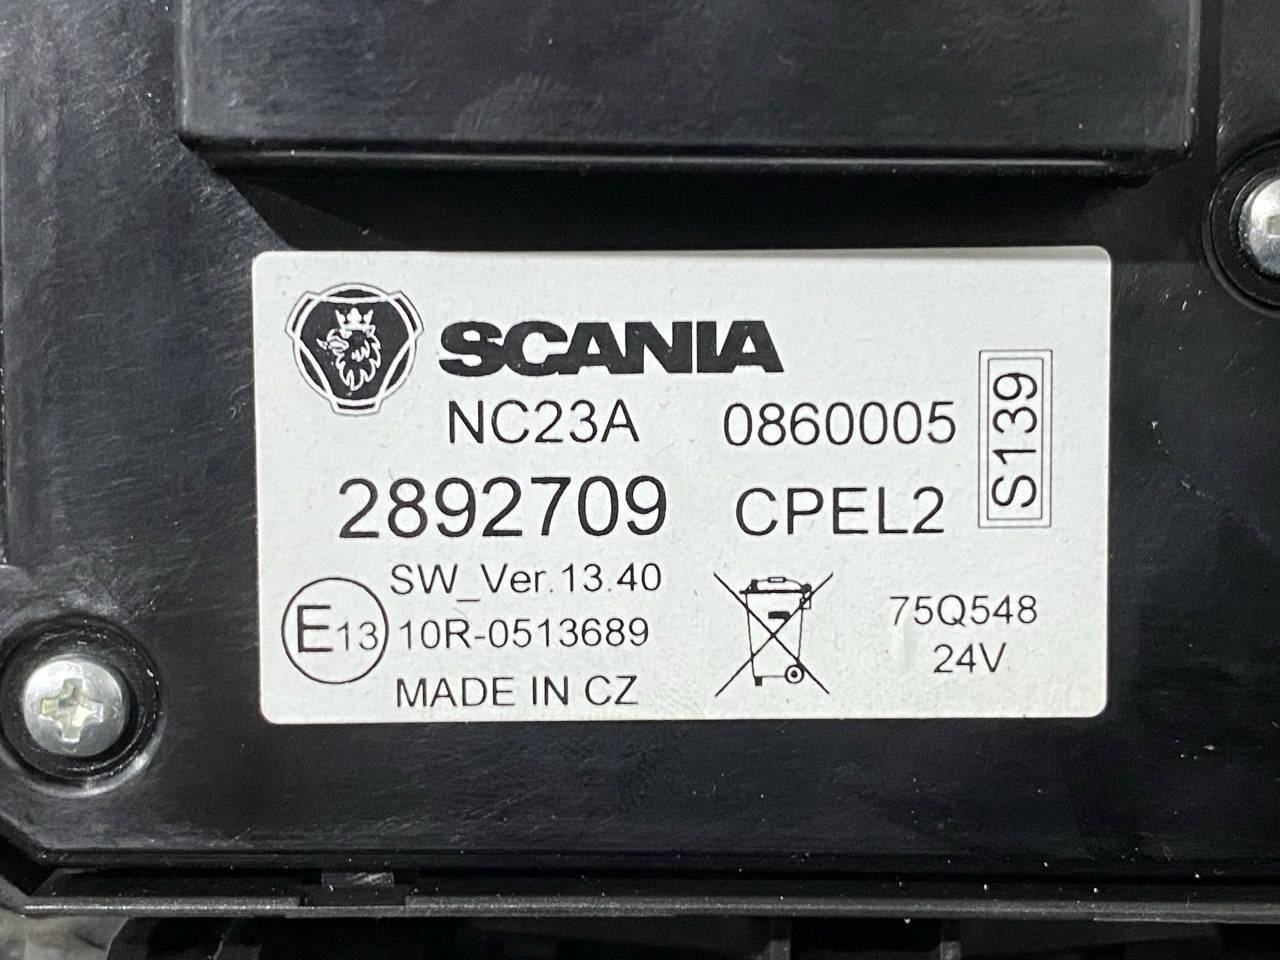 SCANIA
NC23A 0860005
S139
2892709 CPEL2
SW_Ver.13.40
E13 10R-0513689
75Q548
24V
MADE IN CZ